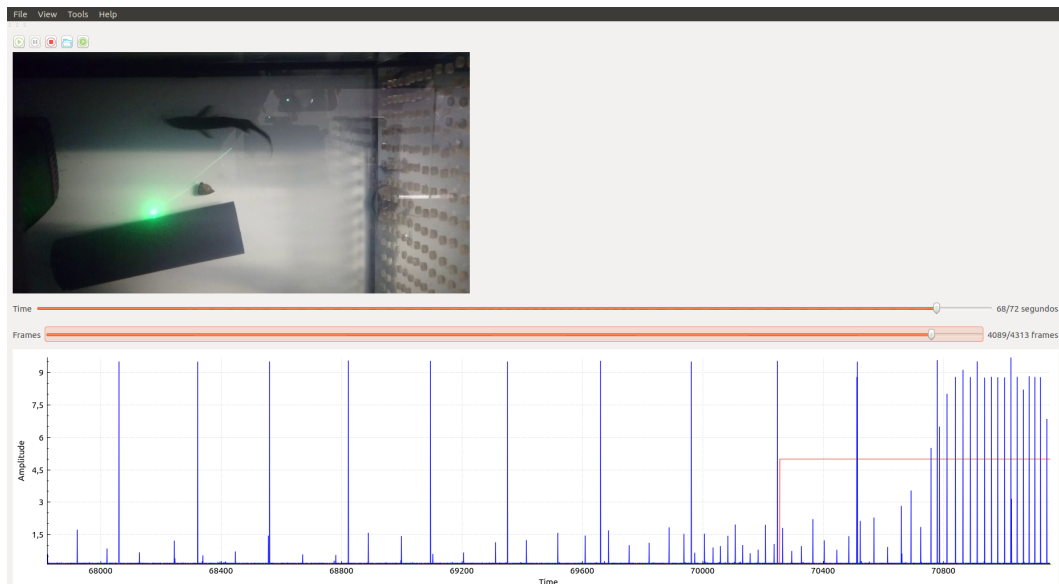 File View Tools Help
Time 68/72 segundos
Frames 4089/4313 frames
9
7,5
6
4,5
3
1,5
Amplitude
68000 68400 68800 69200 69600 70000 70400 70800
Time